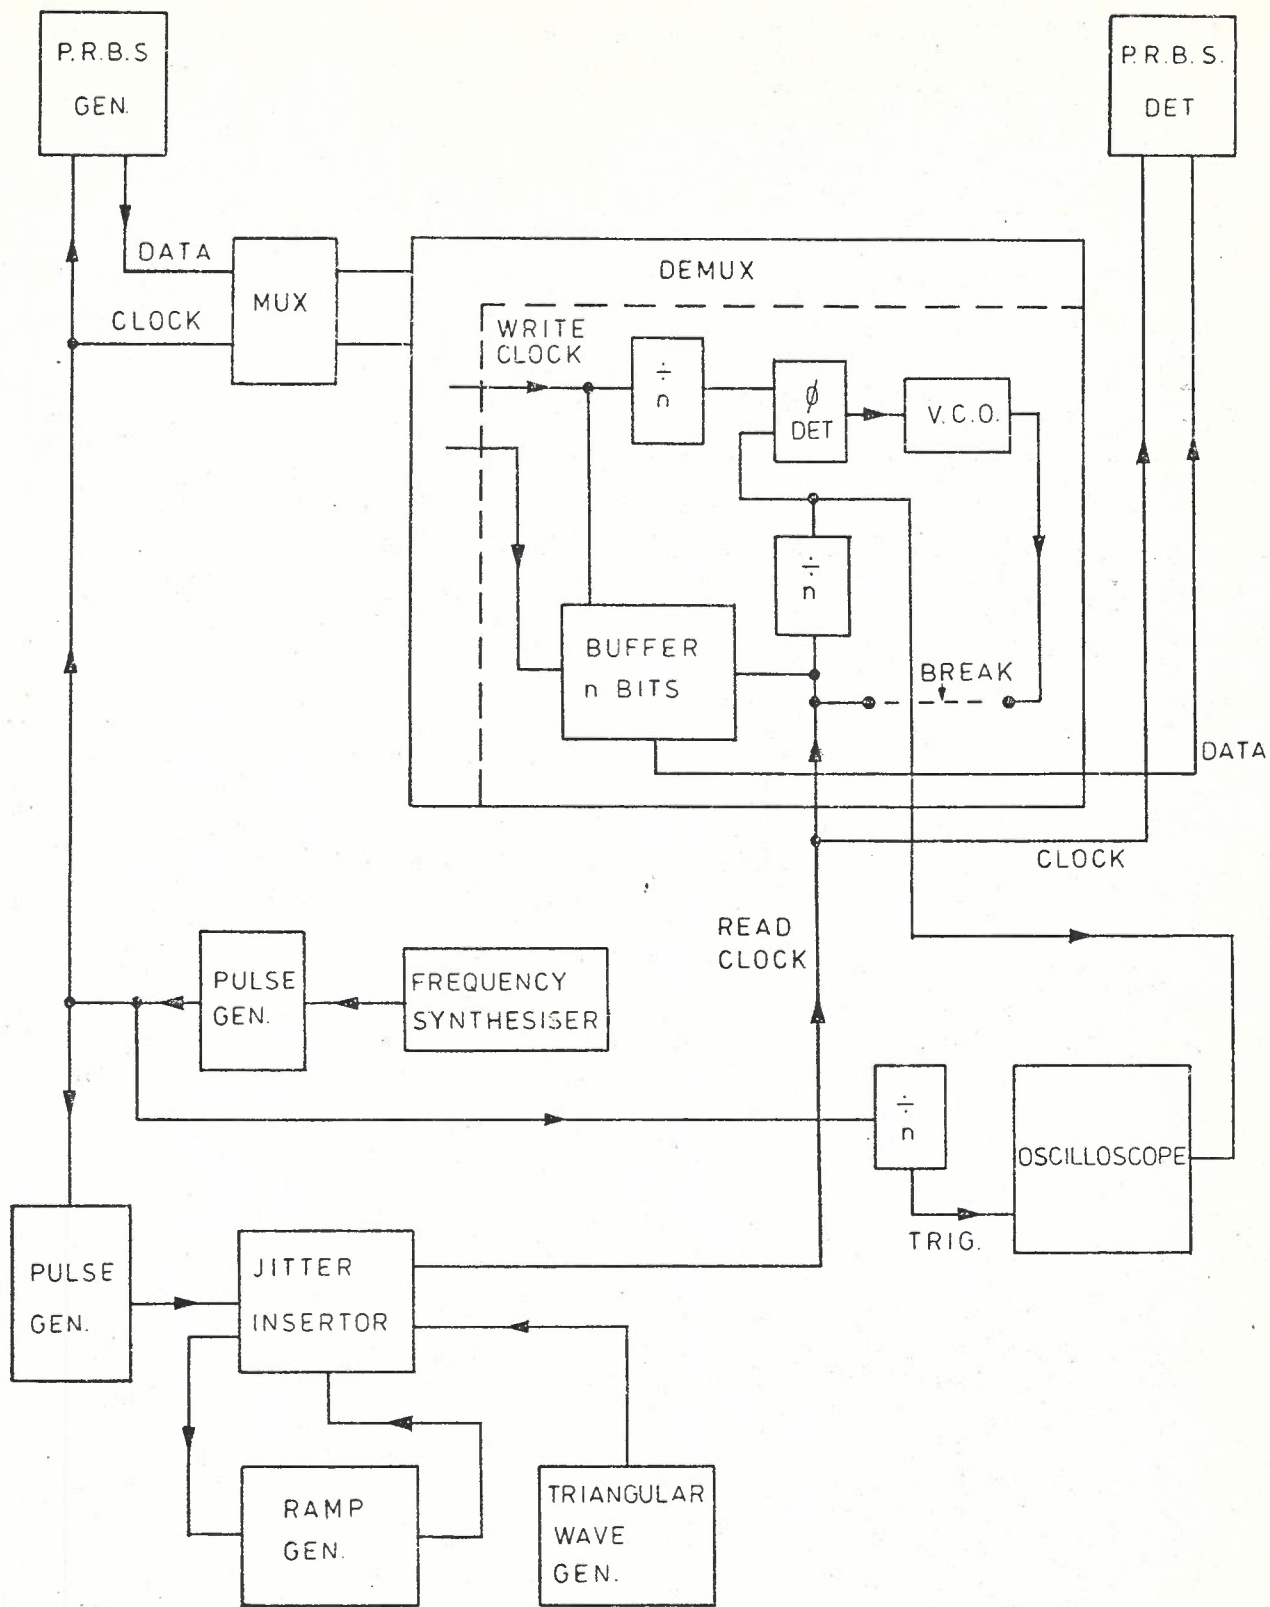 P.R.B.S
GEN.
P.R.B.S.
DET
DATA
CLOCK
MUX
DEMUX
WRITE
CLOCK
÷
n
ϕ
DET
V.C.O.
÷
n
BUFFER
n BITS
BREAK
DATA
CLOCK
READ
CLOCK
PULSE
GEN.
FREQUENCY
SYNTHESISER
÷
n
OSCILLOSCOPE
TRIG.
PULSE
GEN.
JITTER
INSERTOR
RAMP
GEN.
TRIANGULAR
WAVE
GEN.